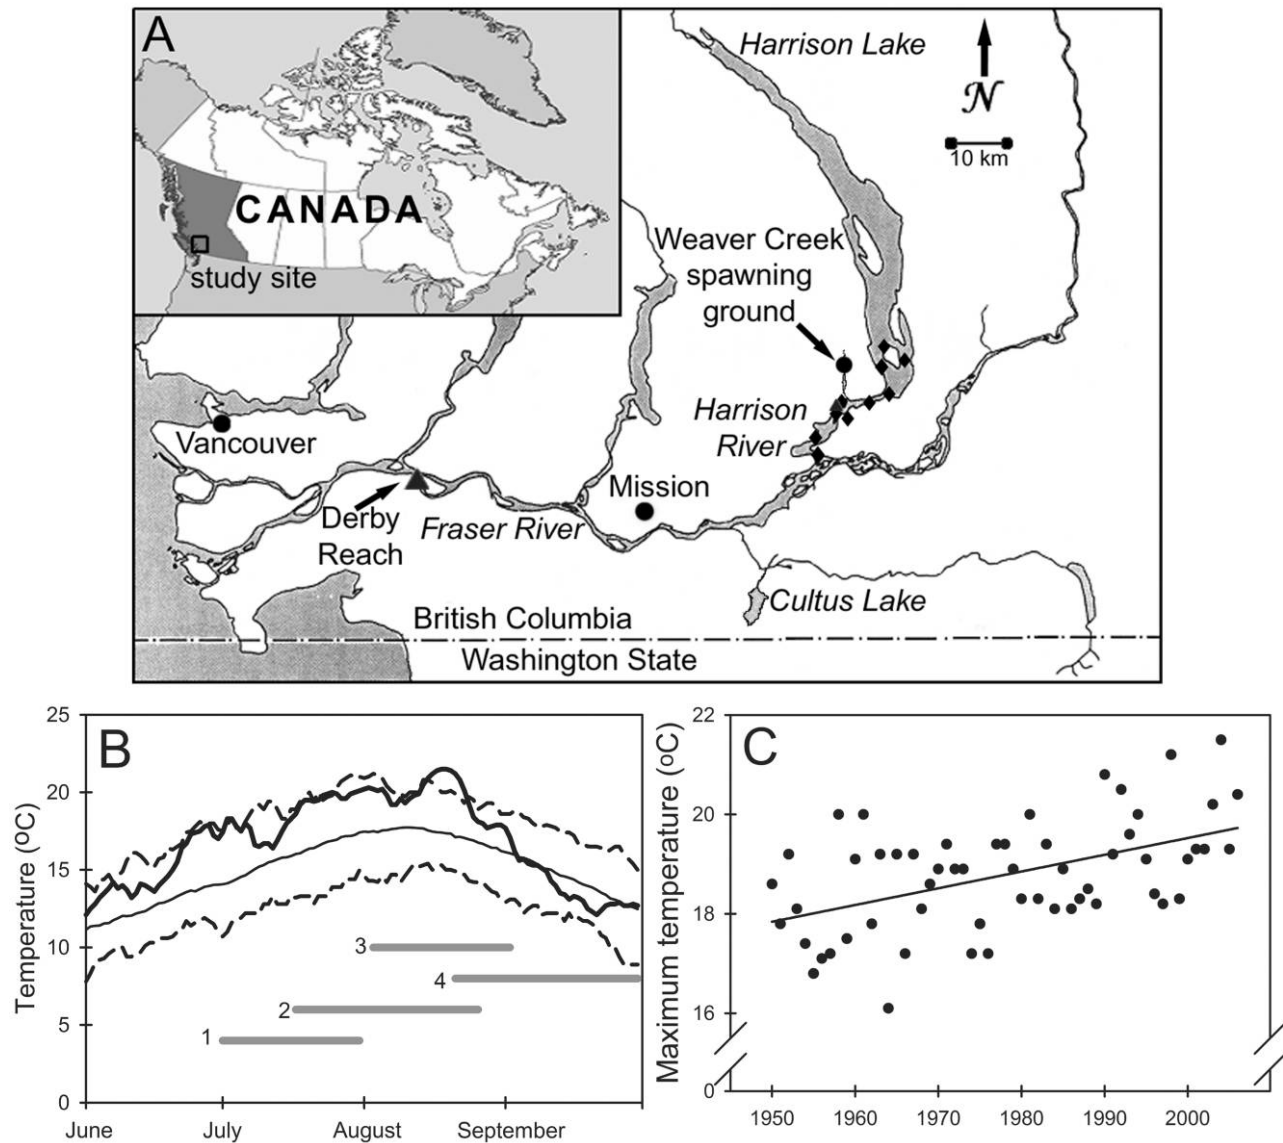 A
CANADA
study site
Harrison Lake
N
10 km
Weaver Creek
spawning
ground
Harrison
River
Vancouver
Mission
Derby
Reach
Fraser River
Cultus Lake
British Columbia
Washington State
B
Temperature (oC)
25
20
15
10
5
0
1
2
3
4
June
July
August
September
C
Maximum temperature (oC)
22
20
18
16
0
1950
1960
1970
1980
1990
2000